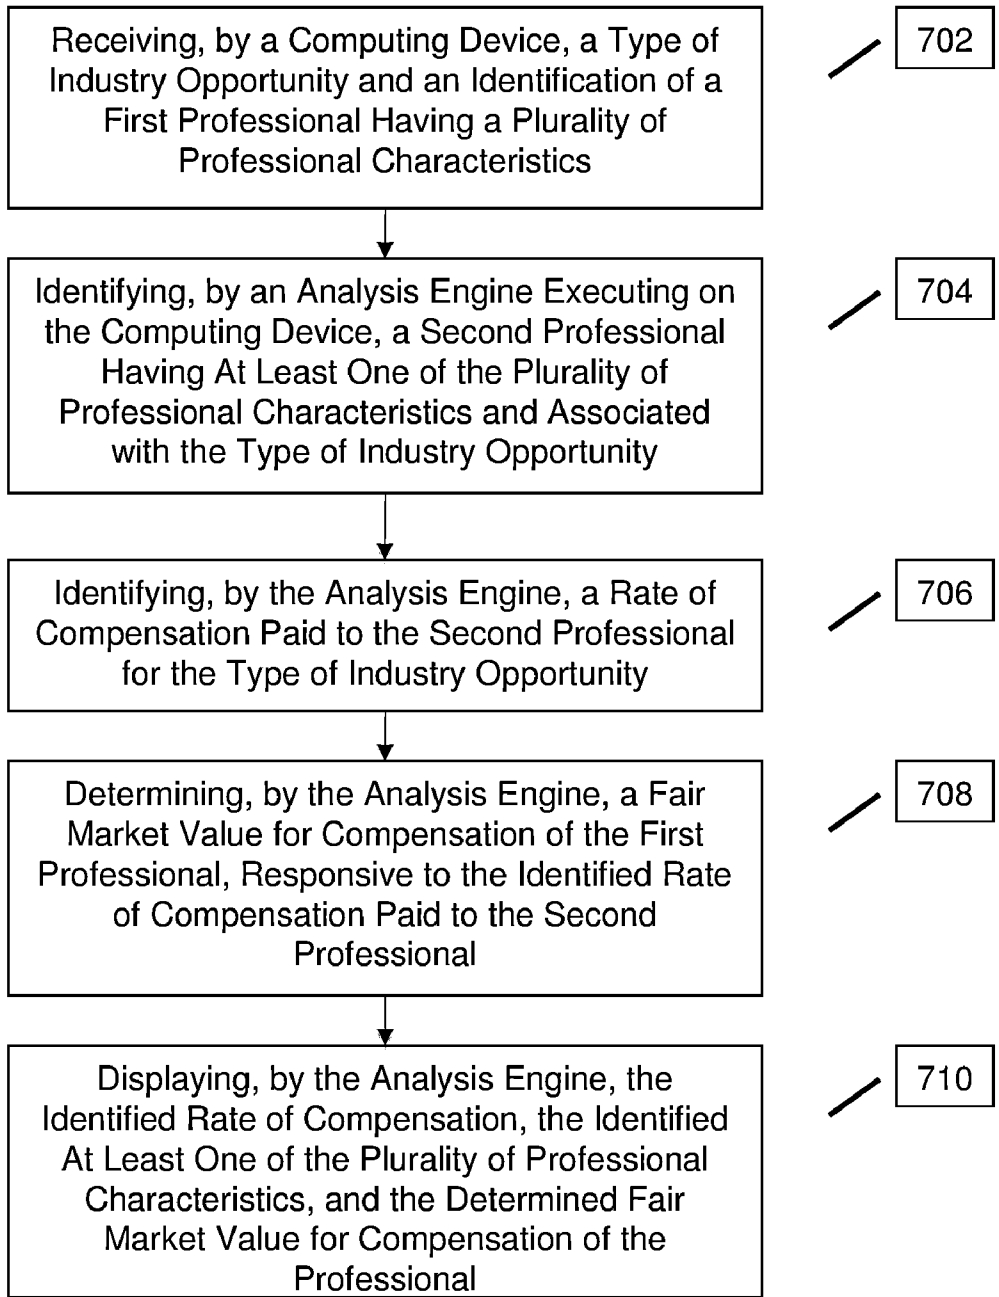 Receiving, by a Computing Device, a Type of
Industry Opportunity and an Identification of a
First Professional Having a Plurality of
Professional Characteristics
702
Identifying, by an Analysis Engine Executing on
the Computing Device, a Second Professional
Having At Least One of the Plurality of
Professional Characteristics and Associated
with the Type of Industry Opportunity
704
Identifying, by the Analysis Engine, a Rate of
Compensation Paid to the Second Professional
for the Type of Industry Opportunity
706
Determining, by the Analysis Engine, a Fair
Market Value for Compensation of the First
Professional, Responsive to the Identified Rate
of Compensation Paid to the Second
Professional
708
Displaying, by the Analysis Engine, the
Identified Rate of Compensation, the Identified
At Least One of the Plurality of Professional
Characteristics, and the Determined Fair
Market Value for Compensation of the
Professional
710